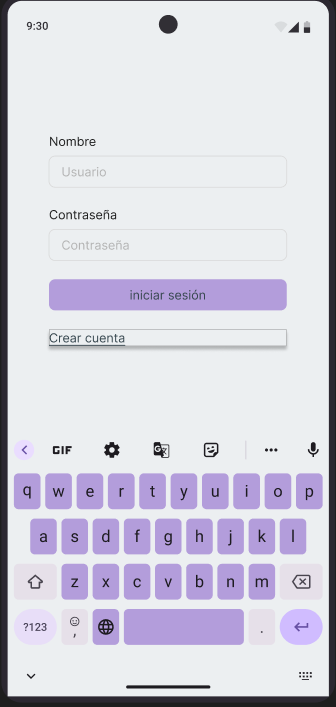 9:30
Nombre
Usuario
Contraseña
Contraseña
iniciar sesión
Crear cuenta
GIF
q w e r t y u i o p
a s d f g h j k l
z x c v b n m
?123 , .